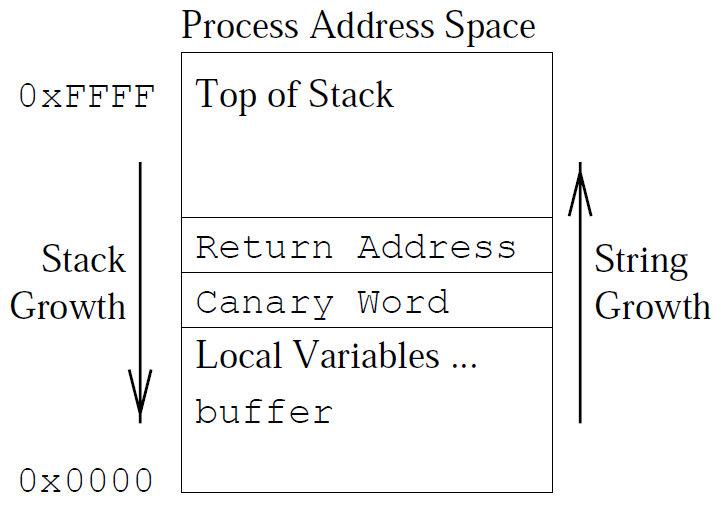 Process Address Space
0xFFFF
Top of Stack
Return Address
Stack
Growth
String
Growth
Canary Word
Local Variables ...
buffer
0x0000